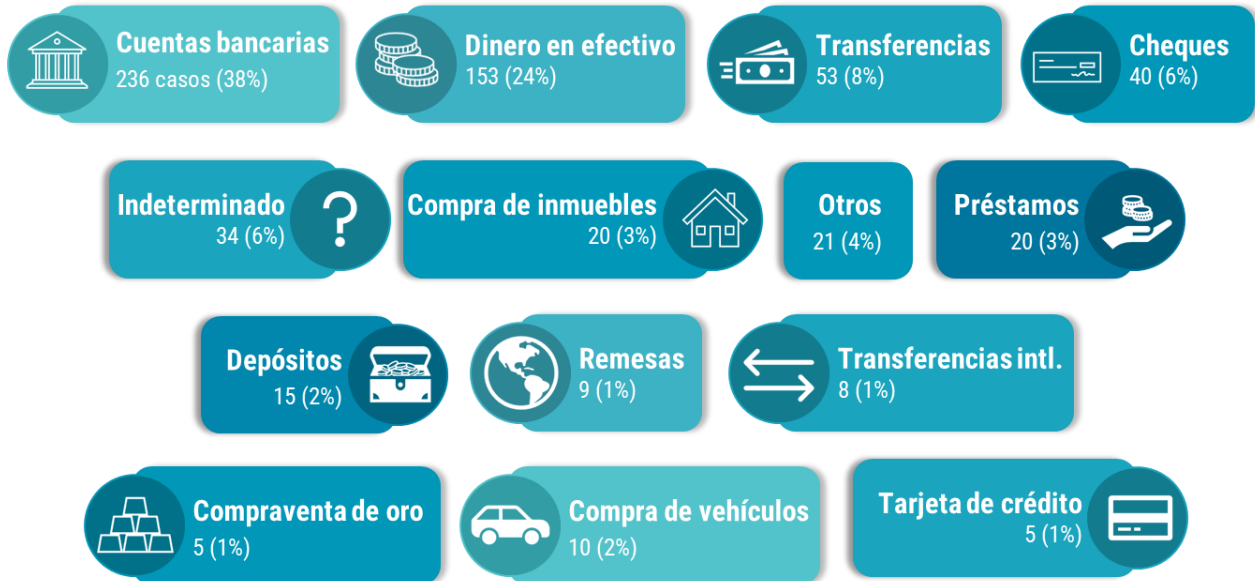 Cuentas bancarias
236 casos (38%)
Dinero en efectivo
153 (24%)
Transferencias
53 (8%)
Cheques
40 (6%)
Indeterminado
34 (6%)
?
Compra de inmuebles
20 (3%)
Otros
21 (4%)
Préstamos
20 (3%)
Depósitos
15 (2%)
Remesas
9 (1%)
Transferencias intl.
8 (1%)
Compraventa de oro
5 (1%)
Compra de vehículos
10 (2%)
Tarjeta de crédito
5 (1%)